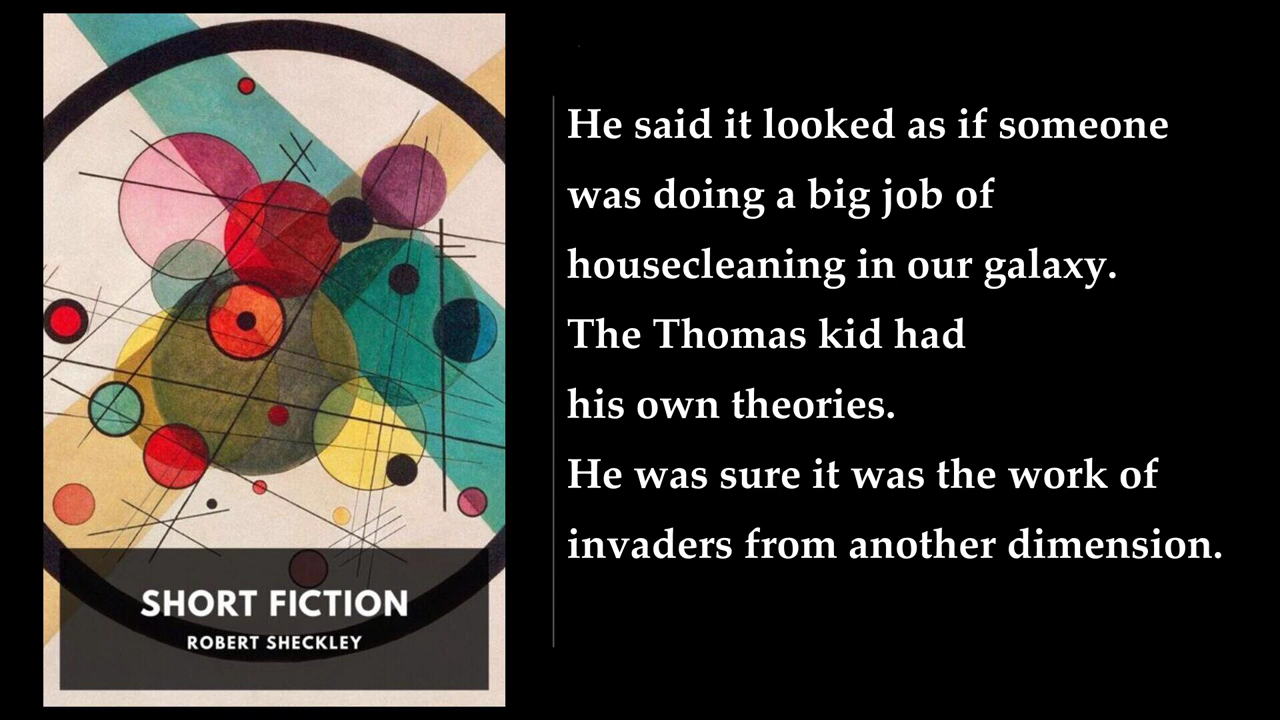 He said it looked as if someone
was doing a big job of
housecleaning in our galaxy.
The Thomas kid had
his own theories.
He was sure it was the work of
invaders from another dimension.
SHORT FICTION
ROBERT SHECKLEY